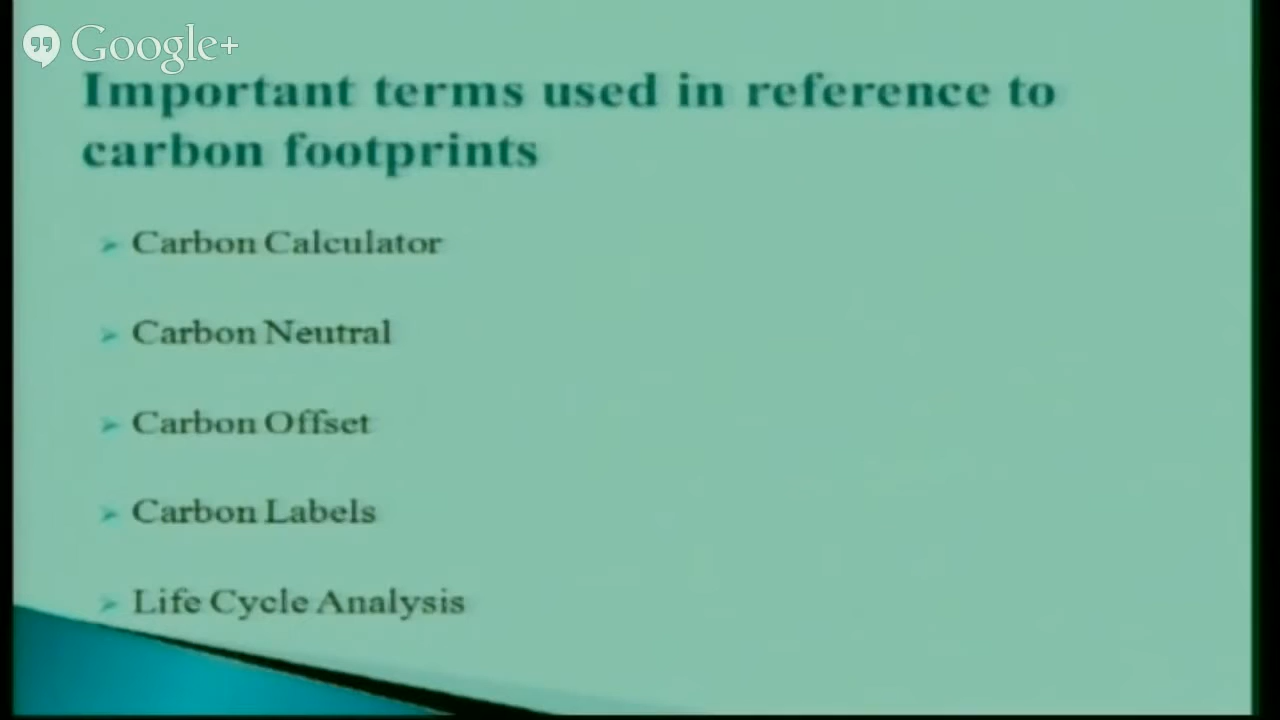 Google+
Important terms used in reference to
carbon footprints
Carbon Calculator
Carbon Neutral
Carbon Offset
Carbon Labels
Life Cycle Analysis